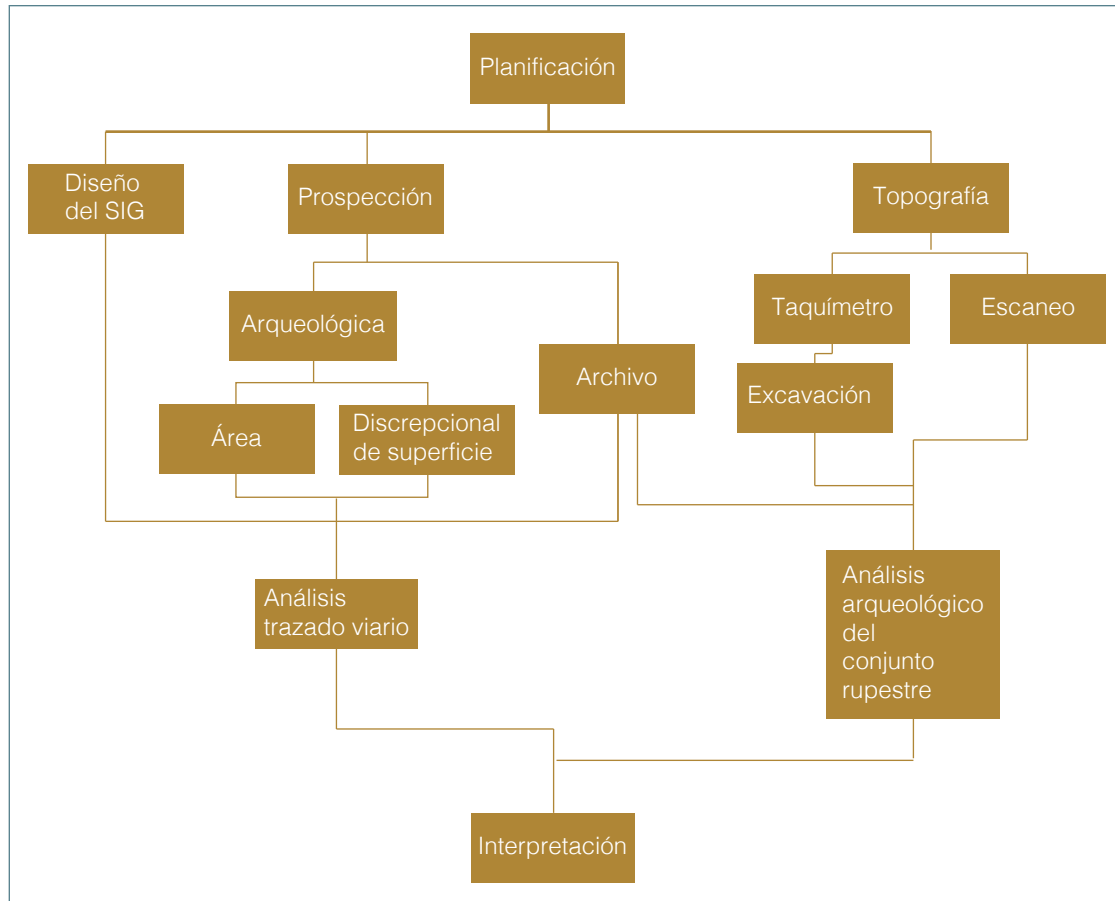 Planificación
Diseño
del SIG
Prospección
Topografía
Arqueológica
Taquímetro
Escaneo
Archivo
Excavación
Área
Discrepcional
de superficie
Análisis
trazado viario
Análisis
arqueológico
del
conjunto
rupestre
Interpretación